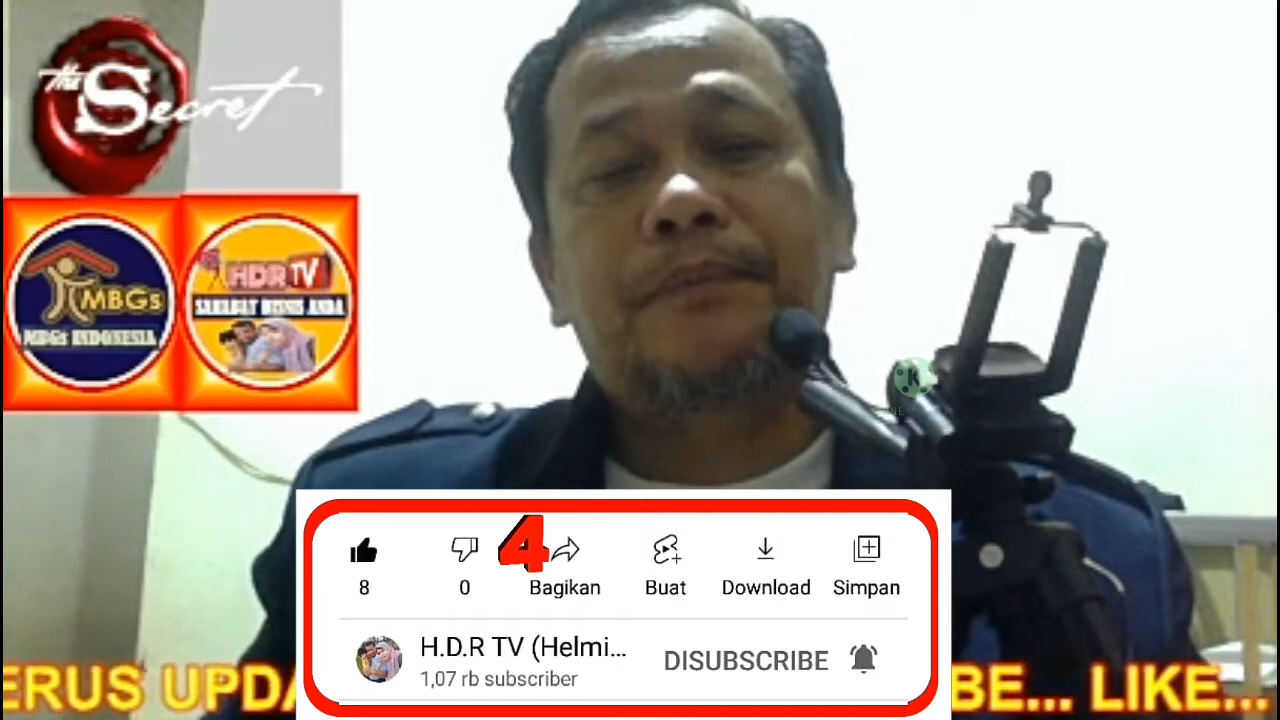 the Secret
MBGs
MBGs INDONESIA
HDR TV
SAHABAT BISNIS ANDA
K
NE
4
8
0
Bagikan
Buat
Download
Simpan
H.D.R TV (Helmi...
1,07 rb subscriber
DISUBSCRIBE
ERUS UPDA
BE... LIKE...